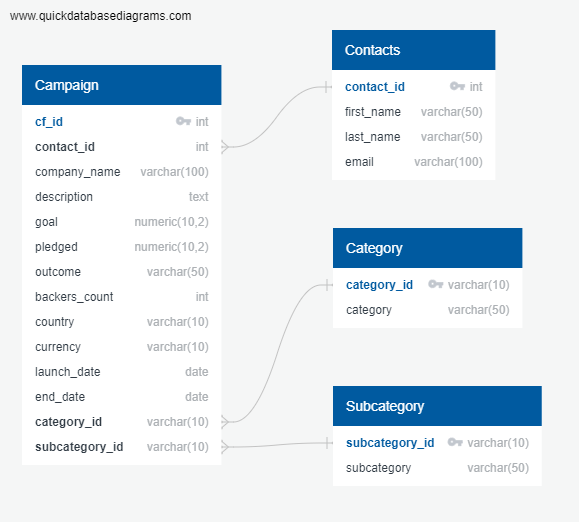 www.quickdatabasediagrams.com
Campaign
cf_id int
contact_id int
company_name varchar(100)
description text
goal numeric(10,2)
pledged numeric(10,2)
outcome varchar(50)
backers_count int
country varchar(10)
currency varchar(10)
launch_date date
end_date date
category_id varchar(10)
subcategory_id varchar(10)
Contacts
contact_id int
first_name varchar(50)
last_name varchar(50)
email varchar(100)
Category
category_id varchar(10)
category varchar(50)
Subcategory
subcategory_id varchar(10)
subcategory varchar(50)